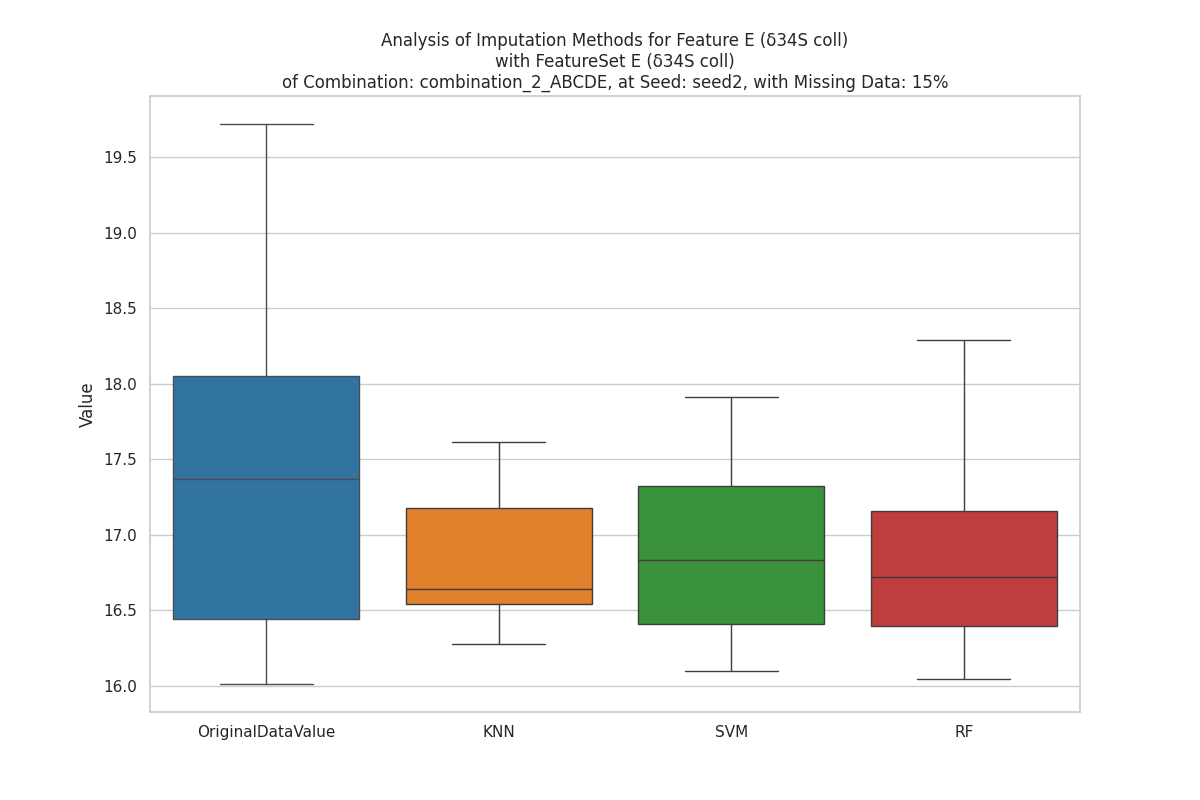 Analysis of Imputation Methods for Feature E (δ34S coll)
with FeatureSet E (δ34S coll)
of Combination: combination_2_ABCDE, at Seed: seed2, with Missing Data: 15%
19.5
19.0
18.5
18.0
17.5
17.0
16.5
16.0
Value
OriginalDataValue
KNN
SVM
RF